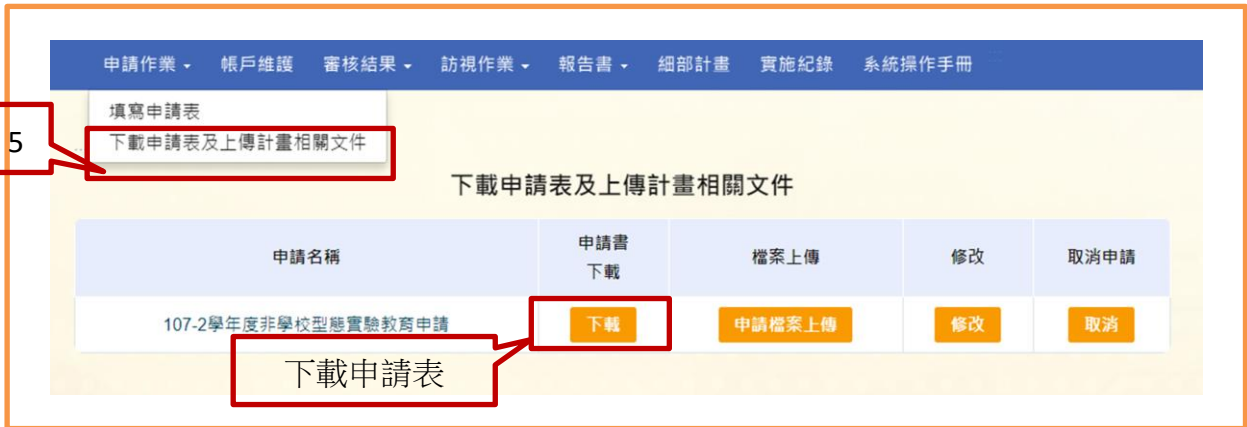 申請作業 帳戶維護 審核結果 訪視作業 報告書 細部計畫 實施紀錄 系統操作手冊
填寫申請表
5
下載申請表及上傳計畫相關文件
下載申請表及上傳計畫相關文件
申請名稱 申請書下載 檔案上傳 修改 取消申請
107-2學年度非學校型態實驗教育申請 下載 申請檔案上傳 修改 取消
下載申請表